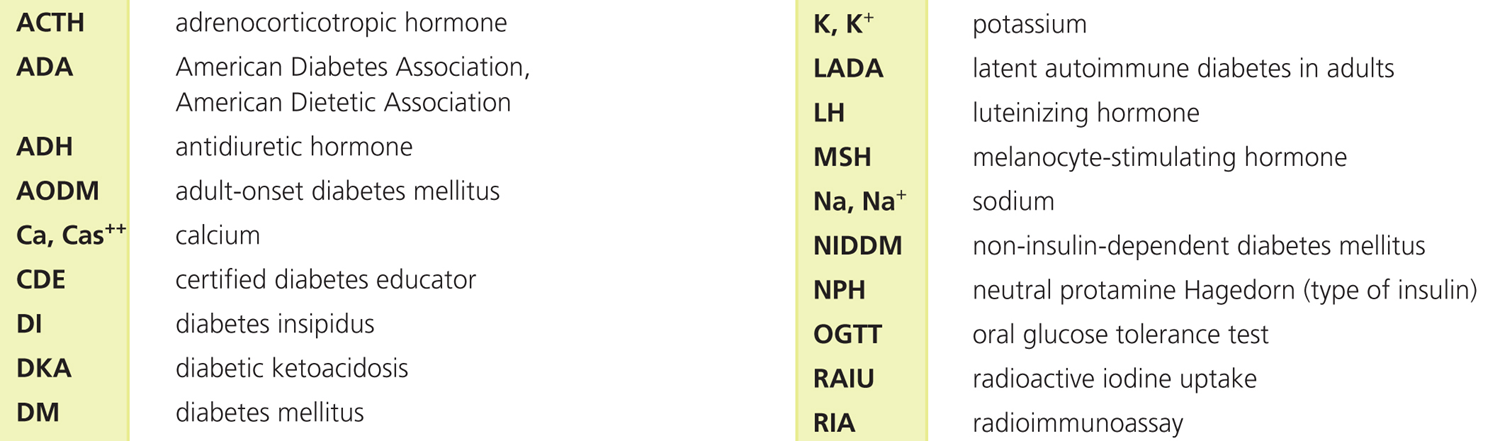 ACTH adrenocorticotropic hormone
ADA American Diabetes Association,
American Dietetic Association
ADH antidiuretic hormone
AODM adult-onset diabetes mellitus
Ca, Cas++ calcium
CDE certified diabetes educator
DI diabetes insipidus
DKA diabetic ketoacidosis
DM diabetes mellitus
K, K+ potassium
LADA latent autoimmune diabetes in adults
LH luteinizing hormone
MSH melanocyte-stimulating hormone
Na, Na+ sodium
NIDDM non-insulin-dependent diabetes mellitus
NPH neutral protamine Hagedorn (type of insulin)
OGTT oral glucose tolerance test
RAIU radioactive iodine uptake
RIA radioimmunoassay